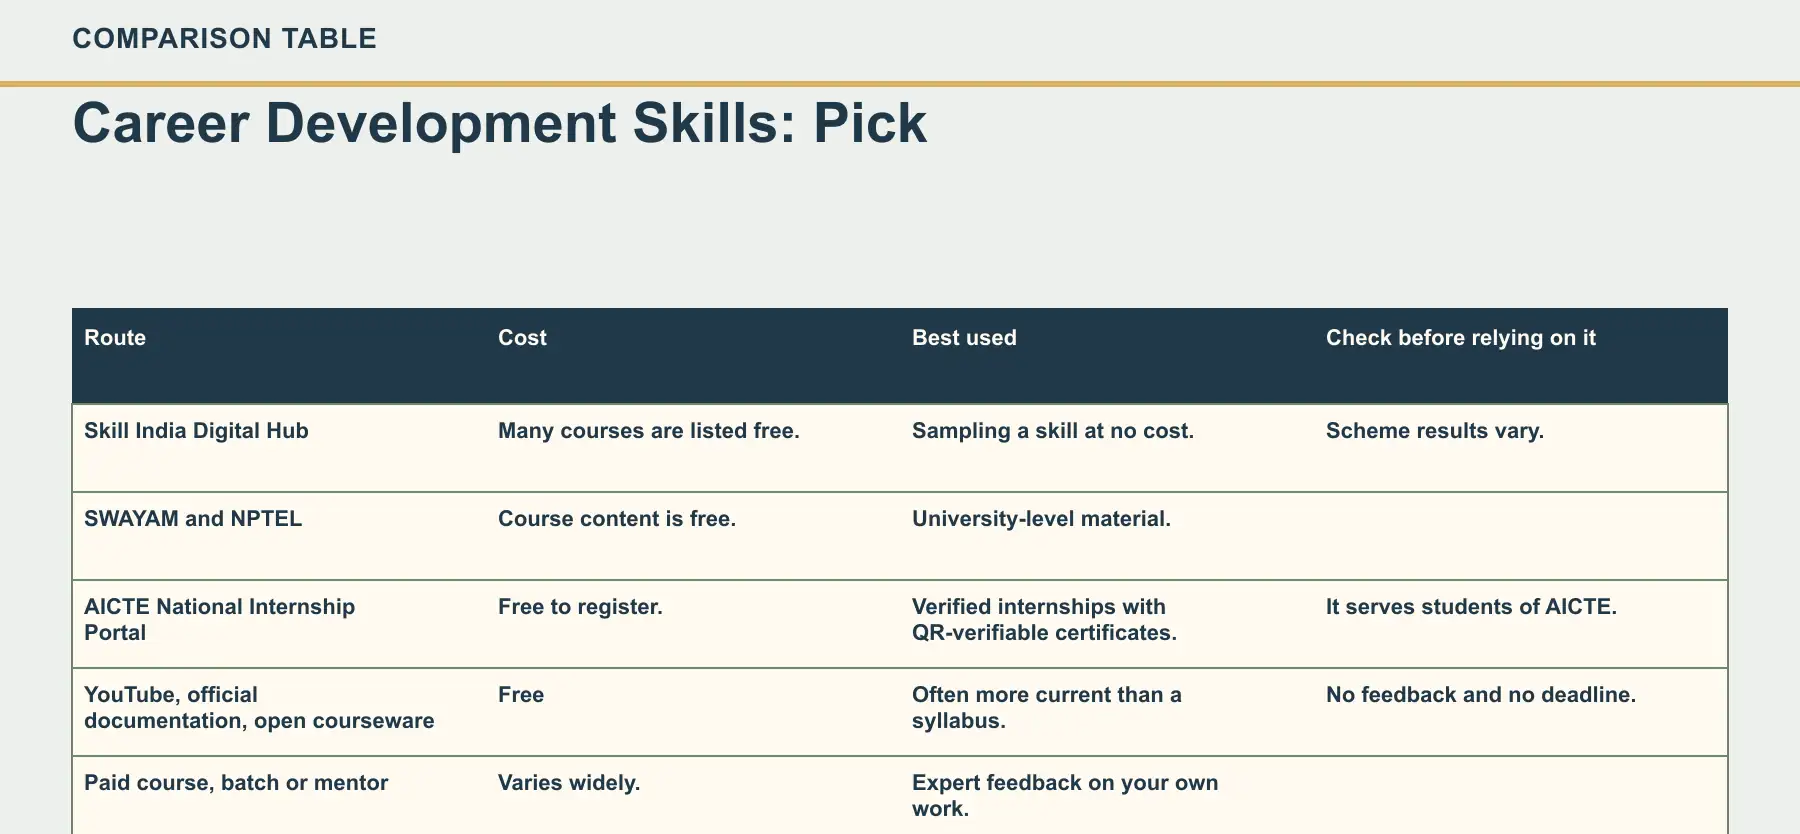 COMPARISON TABLE
Career Development Skills: Pick
Route Cost Best used Check before relying on it
Skill India Digital Hub Many courses are listed free. Sampling a skill at no cost. Scheme results vary.
SWAYAM and NPTEL Course content is free. University-level material.
AICTE National Internship
Portal
Free to register.
Verified internships with
QR-verifiable certificates.
It serves students of AICTE.
YouTube, official
documentation, open courseware
Free
Often more current than a
syllabus.
No feedback and no deadline.
Paid course, batch or mentor
Varies widely.
Expert feedback on your own
work.